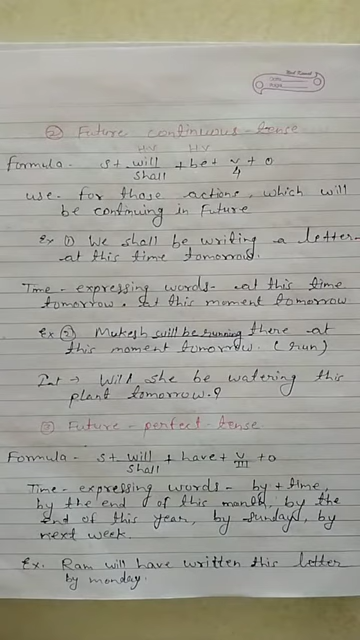 ② Future continuous-tense
HV HV
Formula- S+ will/shall +be+ V/4 + O
use- For those actions, which will
be continuing in Future
Ex ① We shall be writing a letter-
at this time tomorrow.
Time-expressing words- at this time
tomorrow, at this moment tomorrow
Ex ② Mukesh will be running there at
this moment tomorrow. (run)
Int → Will she be watering this
plant tomorrow?
③ Future-perfect-tense
Formula- S+ will/shall + have + V/III + O
Time-expressing words- by + time,
by the end of this month, by the
end of this year, by sunday, by
next week.
Ex. Ram will have written this letter
by monday.